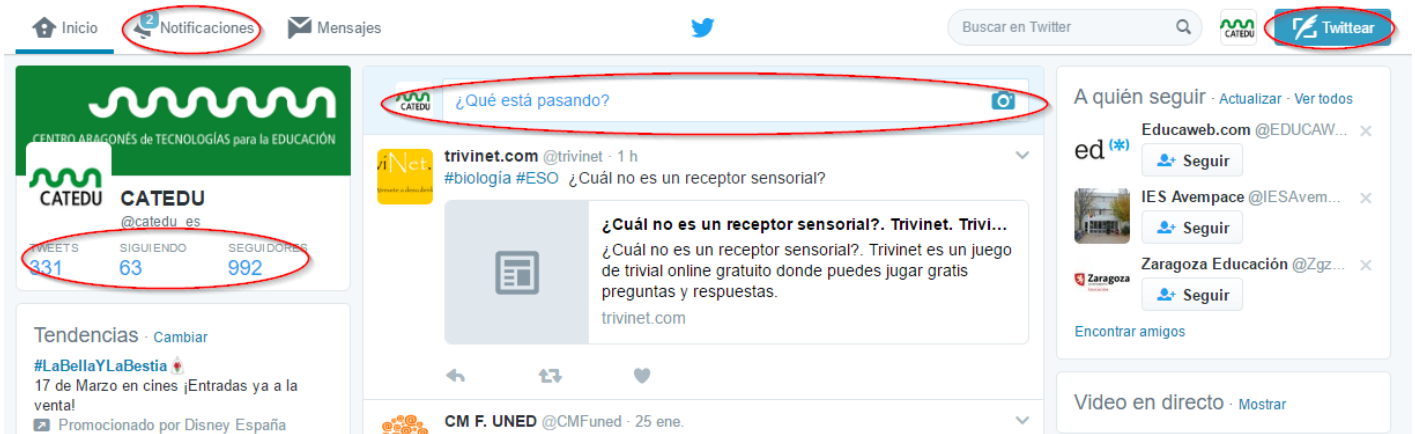 Inicio
2
Notificaciones
Mensajes
Buscar en Twitter
CATEDU
Twittear
CENTRO ARAGONÉS de TECNOLOGÍAS para la EDUCACIÓN
CATEDU
CATEDU
@catedu_es
TWEETS SIGUIENDO SEGUIDORES
331 63 992
Tendencias · Cambiar
#LaBellaYLaBestia
17 de Marzo en cines ¡Entradas ya a la
venta!
Promocionado por Disney España
CATEDU
¿Qué está pasando?
viNet.
trivinet.com @trivinet · 1 h
#biología #ESO ¿Cuál no es un receptor sensorial?
¿Cuál no es un receptor sensorial?. Trivinet. Trivi...
¿Cuál no es un receptor sensorial?. Trivinet es un juego
de trivial online gratuito donde puedes jugar gratis
preguntas y respuestas.
trivinet.com
CM F. UNED @CMFuned · 25 ene.
A quién seguir · Actualizar · Ver todos
ed(*)
Educaweb.com @EDUCAW...
Seguir
IES Avempace @IESAvem...
Seguir
Zaragoza
Zaragoza Educación @Zgz...
Seguir
Encontrar amigos
Video en directo · Mostrar